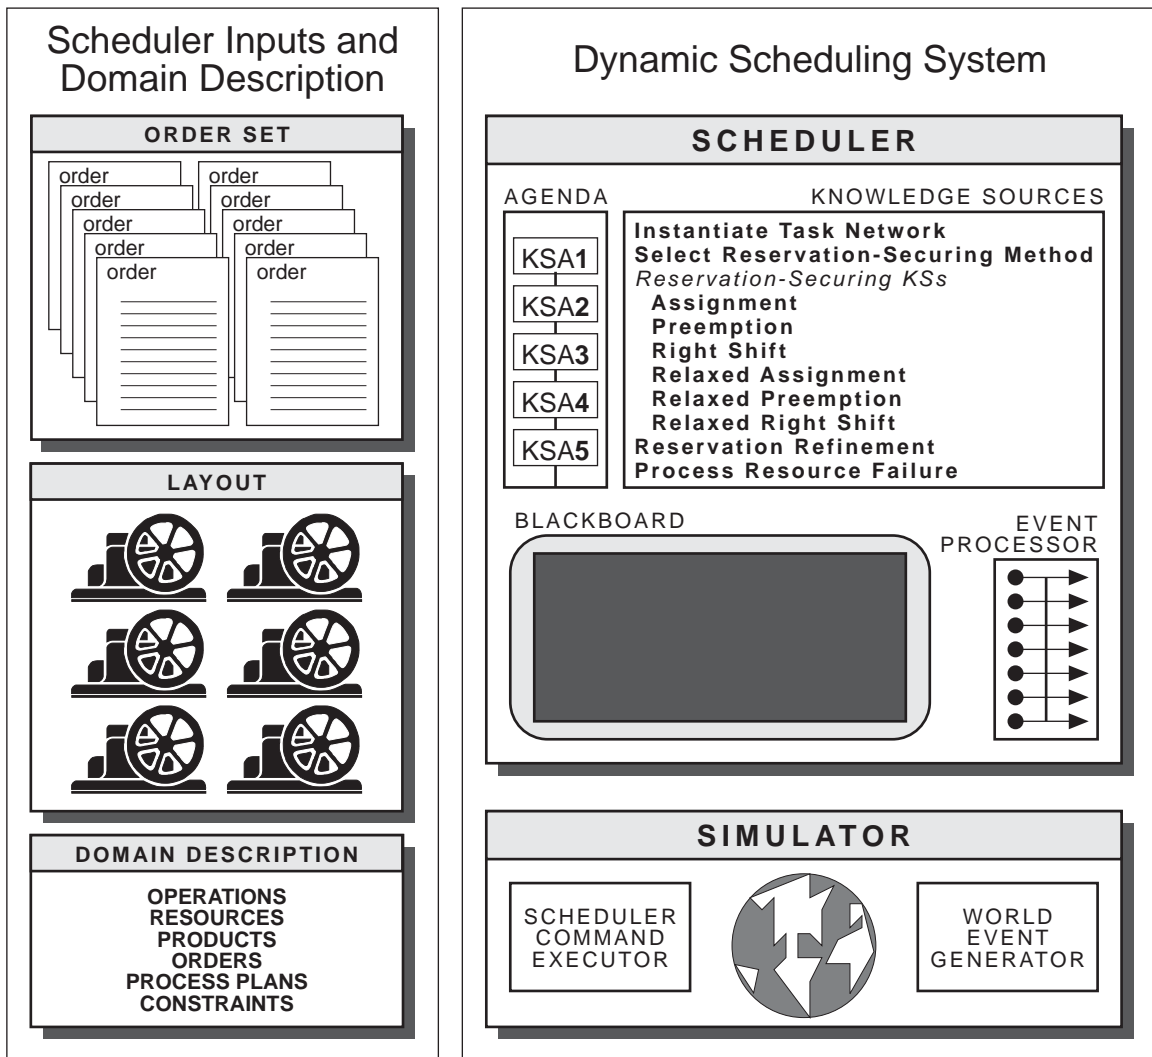 Scheduler Inputs and
Domain Description
ORDER SET
order
order
order
order
order
order
order
order
order
order
LAYOUT
DOMAIN DESCRIPTION
OPERATIONS
RESOURCES
PRODUCTS
ORDERS
PROCESS PLANS
CONSTRAINTS
Dynamic Scheduling System
SCHEDULER
AGENDA
KSA1
KSA2
KSA3
KSA4
KSA5
KNOWLEDGE SOURCES
Instantiate Task Network
Select Reservation-Securing Method
Reservation-Securing KSs
Assignment
Preemption
Right Shift
Relaxed Assignment
Relaxed Preemption
Relaxed Right Shift
Reservation Refinement
Process Resource Failure
BLACKBOARD
EVENT
PROCESSOR
SIMULATOR
SCHEDULER
COMMAND
EXECUTOR
WORLD
EVENT
GENERATOR